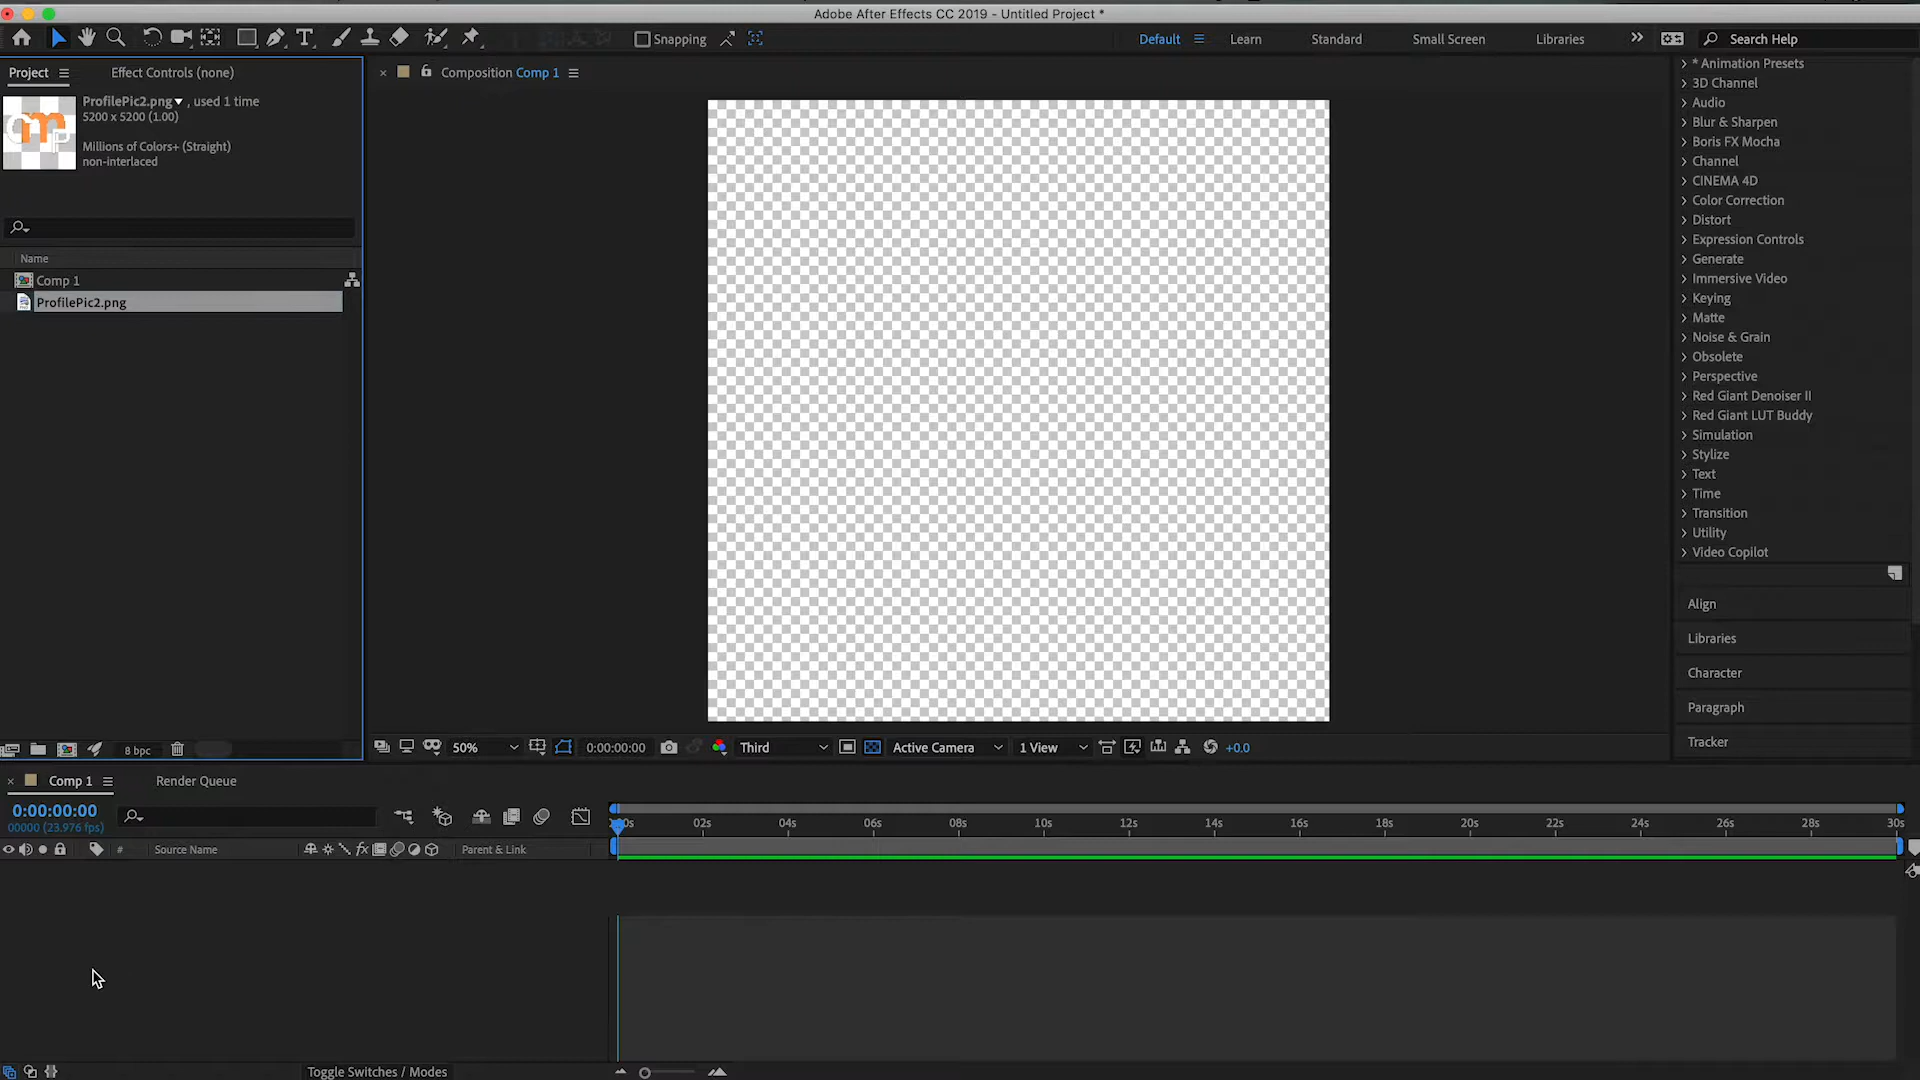 Adobe After Effects CC 2019 - Untitled Project *
Snapping
Default
Learn
Standard
Small Screen
Libraries
Search Help
Project
Effect Controls (none)
ProfilePic2.png , used 1 time
5200 x 5200 (1.00)
Millions of Colors+ (Straight)
non-interlaced
cmp
Name
Comp 1
ProfilePic2.png
8 bpc
Composition Comp 1
50%
0:00:00:00
Third
Active Camera
1 View
+0.0
* Animation Presets
3D Channel
Audio
Blur & Sharpen
Boris FX Mocha
Channel
CINEMA 4D
Color Correction
Distort
Expression Controls
Generate
Immersive Video
Keying
Matte
Noise & Grain
Obsolete
Perspective
Red Giant Denoiser II
Red Giant LUT Buddy
Simulation
Stylize
Text
Time
Transition
Utility
Video Copilot
Align
Libraries
Character
Paragraph
Tracker
Comp 1
Render Queue
0:00:00:00
00000 (23.976 fps)
# Source Name
fx
Parent & Link
02s 04s 06s 08s 10s 12s 14s 16s 18s 20s 22s 24s 26s 28s 30s
Toggle Switches / Modes